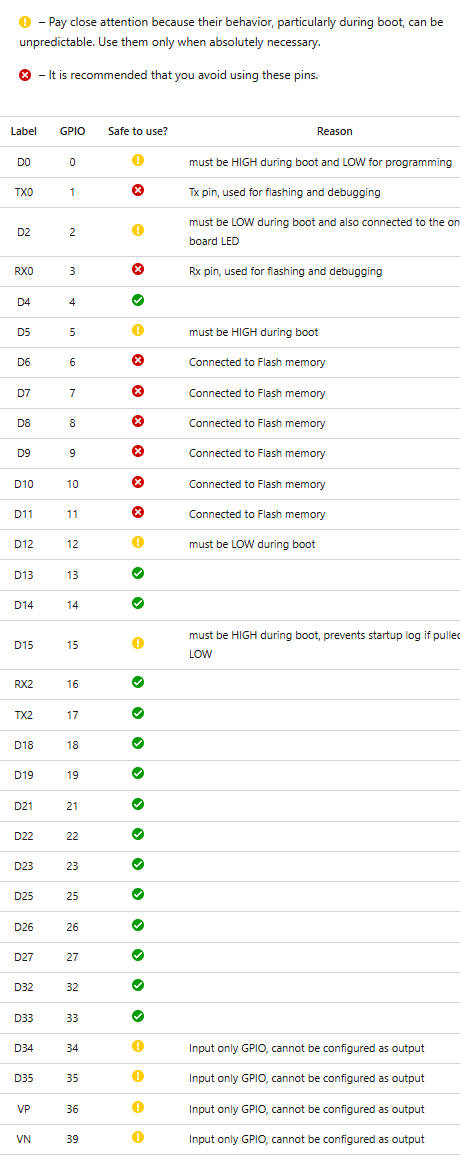 – Pay close attention because their behavior, particularly during boot, can be
unpredictable. Use them only when absolutely necessary.
– It is recommended that you avoid using these pins.
Label GPIO Safe to use? Reason
D0 0 must be HIGH during boot and LOW for programming
TX0 1 Tx pin, used for flashing and debugging
D2 2 must be LOW during boot and also connected to the on
board LED
RX0 3 Rx pin, used for flashing and debugging
D4 4
D5 5 must be HIGH during boot
D6 6 Connected to Flash memory
D7 7 Connected to Flash memory
D8 8 Connected to Flash memory
D9 9 Connected to Flash memory
D10 10 Connected to Flash memory
D11 11 Connected to Flash memory
D12 12 must be LOW during boot
D13 13
D14 14
D15 15 must be HIGH during boot, prevents startup log if pulled
LOW
RX2 16
TX2 17
D18 18
D19 19
D21 21
D22 22
D23 23
D25 25
D26 26
D27 27
D32 32
D33 33
D34 34 Input only GPIO, cannot be configured as output
D35 35 Input only GPIO, cannot be configured as output
VP 36 Input only GPIO, cannot be configured as output
VN 39 Input only GPIO, cannot be configured as output